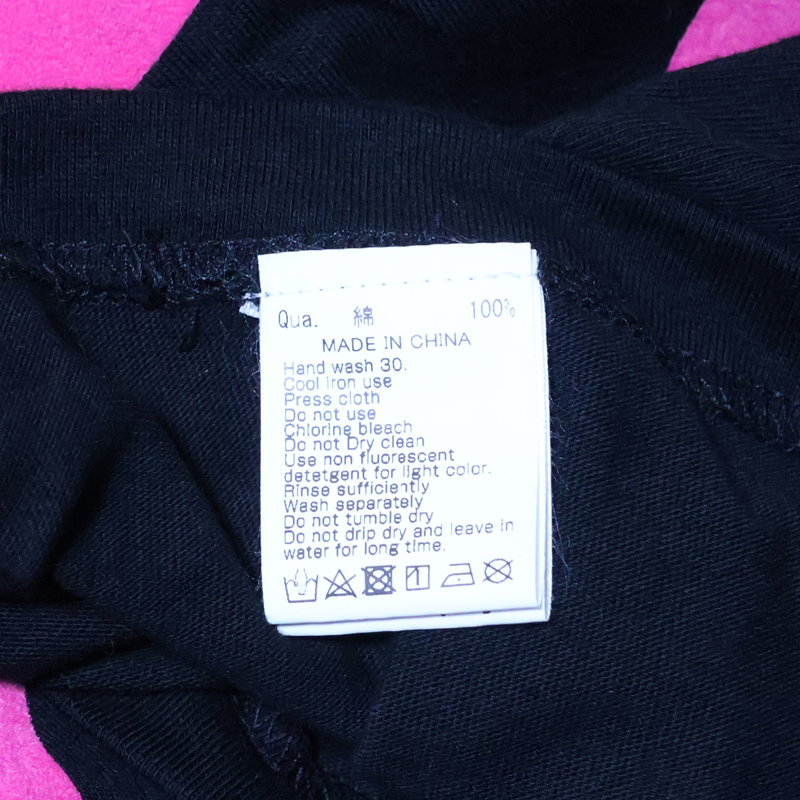 Qua. 綿 100%
MADE IN CHINA
Hand wash 30.
Cool iron use
Press cloth
Do not use
Chlorine bleach
Do not Dry clean
Use non fluorescent
detetgent for light color.
Rinse sufficiently
Wash separately
Do not tumble dry
Do not drip dry and leave in
water for long time.